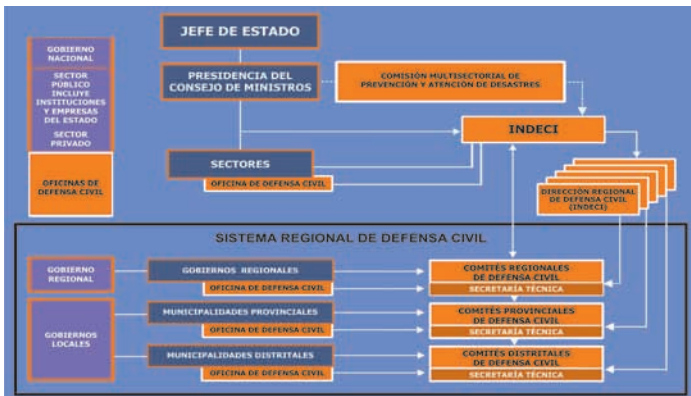 JEFE DE ESTADO
GOBIERNO
NACIONAL
SECTOR
PÚBLICO
INCLUYE
INSTITUCIONES
Y EMPRESAS
DEL ESTADO
SECTOR
PRIVADO
OFICINAS DE
DEFENSA CIVIL
PRESIDENCIA DEL
CONSEJO DE MINISTROS
COMISIÓN MULTISECTORIAL DE
PREVENCIÓN Y ATENCIÓN DE DESASTRES
INDECI
SECTORES
OFICINA DE DEFENSA CIVIL
DIRECCIÓN REGIONAL
DE DEFENSA CIVIL
(INDECI)
SISTEMA REGIONAL DE DEFENSA CIVIL
GOBIERNO
REGIONAL
GOBIERNOS REGIONALES
OFICINA DE DEFENSA CIVIL
COMITÉS REGIONALES
DE DEFENSA CIVIL
SECRETARÍA TÉCNICA
GOBIERNOS
LOCALES
MUNICIPALIDADES PROVINCIALES
OFICINA DE DEFENSA CIVIL
COMITÉS PROVINCIALES
DE DEFENSA CIVIL
SECRETARÍA TÉCNICA
MUNICIPALIDADES DISTRITALES
OFICINA DE DEFENSA CIVIL
COMITÉS DISTRITALES
DE DEFENSA CIVIL
SECRETARÍA TÉCNICA